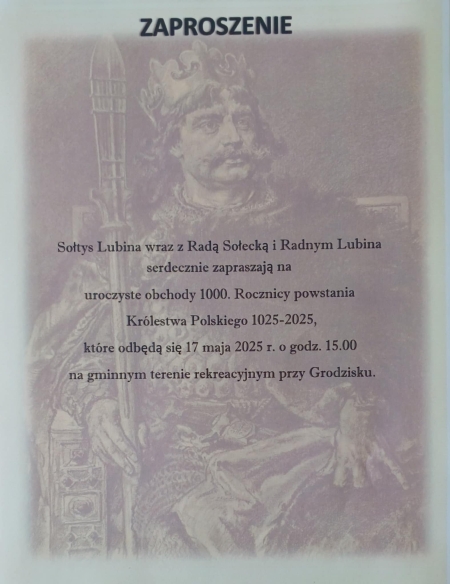 ZAPROSZENIE
Sołtys Lubina wraz z Radą Sołecką i Radnym Lubina
serdecznie zapraszają na
uroczyste obchody 1000. Rocznicy powstania
Królestwa Polskiego 1025-2025,
które odbędą się 17 maja 2025 r. o godz. 15.00
na gminnym terenie rekreacyjnym przy Grodzisku.